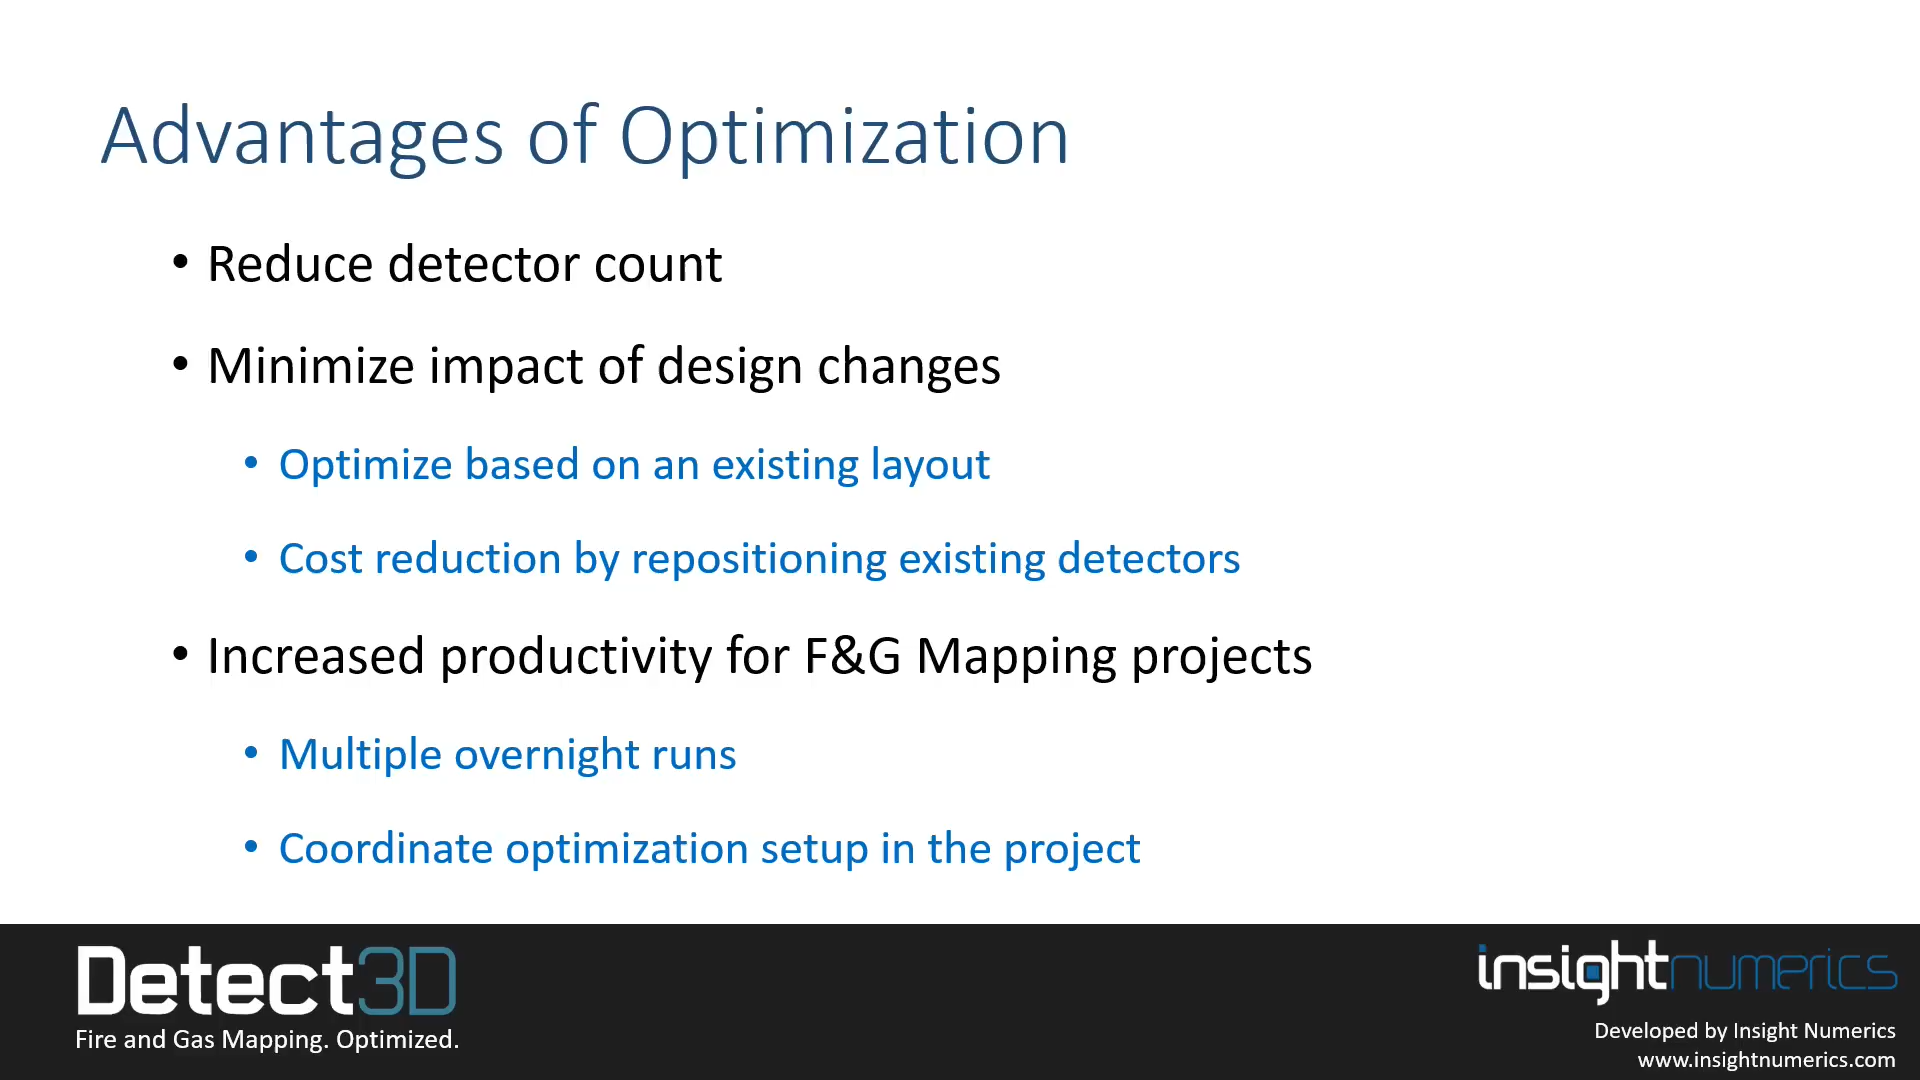 Advantages of Optimization
• Reduce detector count
• Minimize impact of design changes
• Optimize based on an existing layout
• Cost reduction by repositioning existing detectors
• Increased productivity for F&G Mapping projects
• Multiple overnight runs
• Coordinate optimization setup in the project
Detect3D
Fire and Gas Mapping. Optimized.
insightnumerics
Developed by Insight Numerics
www.insightnumerics.com